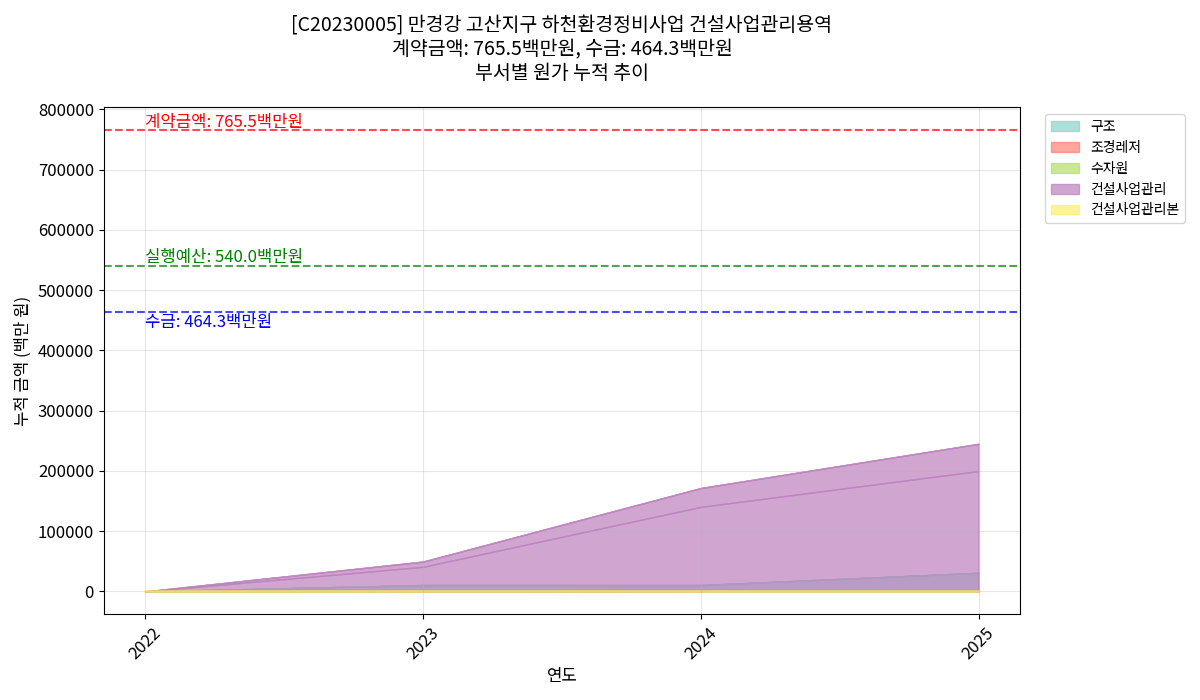 [C20230005] 만경강 고산지구 하천환경정비사업 건설사업관리용역
계약금액: 765.5백만원, 수금: 464.3백만원
부서별 원가 누적 추이
800000
700000
600000
500000
400000
300000
200000
100000
0
누적 금액 (백만 원)
계약금액: 765.5백만원
실행예산: 540.0백만원
수금: 464.3백만원
2022
2023
2024
2025
연도
구조
조경레저
수자원
건설사업관리
건설사업관리본